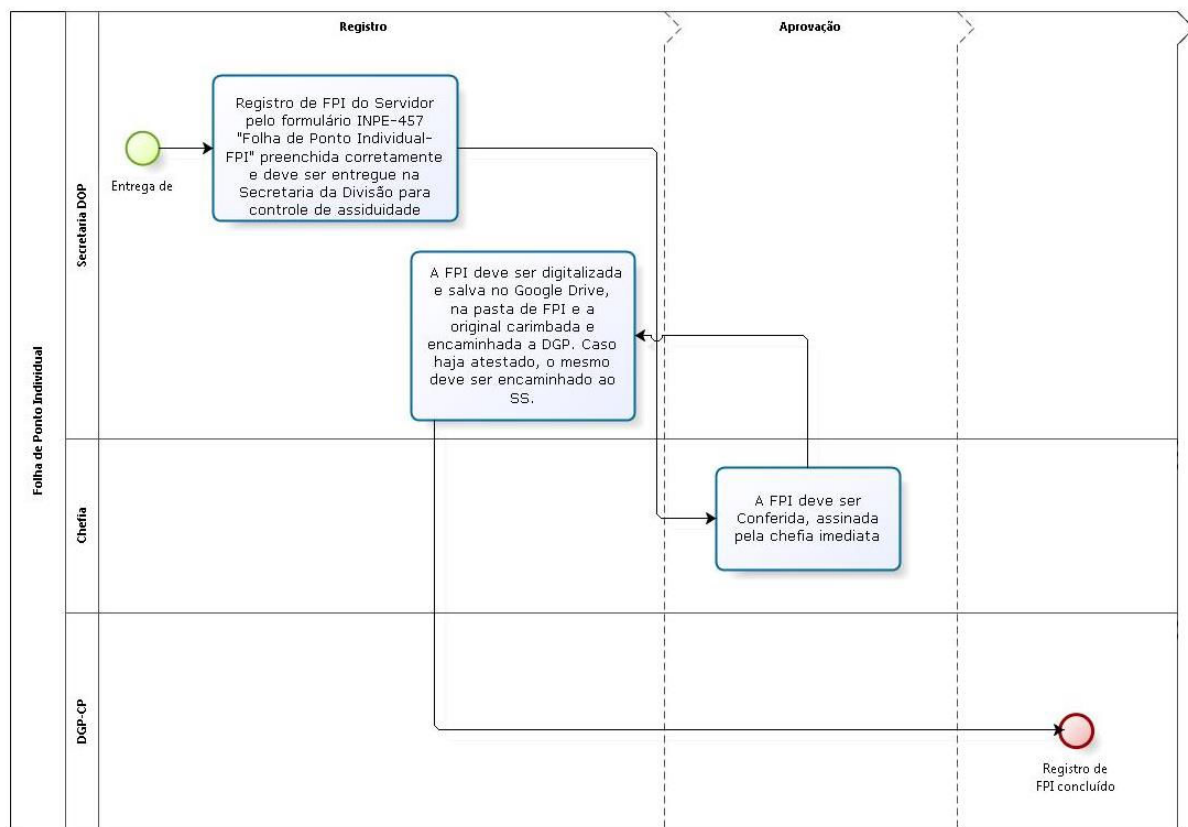 Registro
Aprovação
Folha de Ponto Individual
Secretaria DOP
Entrega de
Registro de FPI do Servidor
pelo formulário INPE-457
"Folha de Ponto Individual-
FPI" preenchida corretamente
e deve ser entregue na
Secretaria da Divisão para
controle de assiduidade
A FPI deve ser digitalizada
e salva no Google Drive,
na pasta de FPI e a
original carimbada e
encaminhada a DGP. Caso
haja atestado, o mesmo
deve ser encaminhado ao
SS.
Chefia
A FPI deve ser
Conferida, assinada
pela chefia imediata
DGP-CP
Registro de
FPI concluído